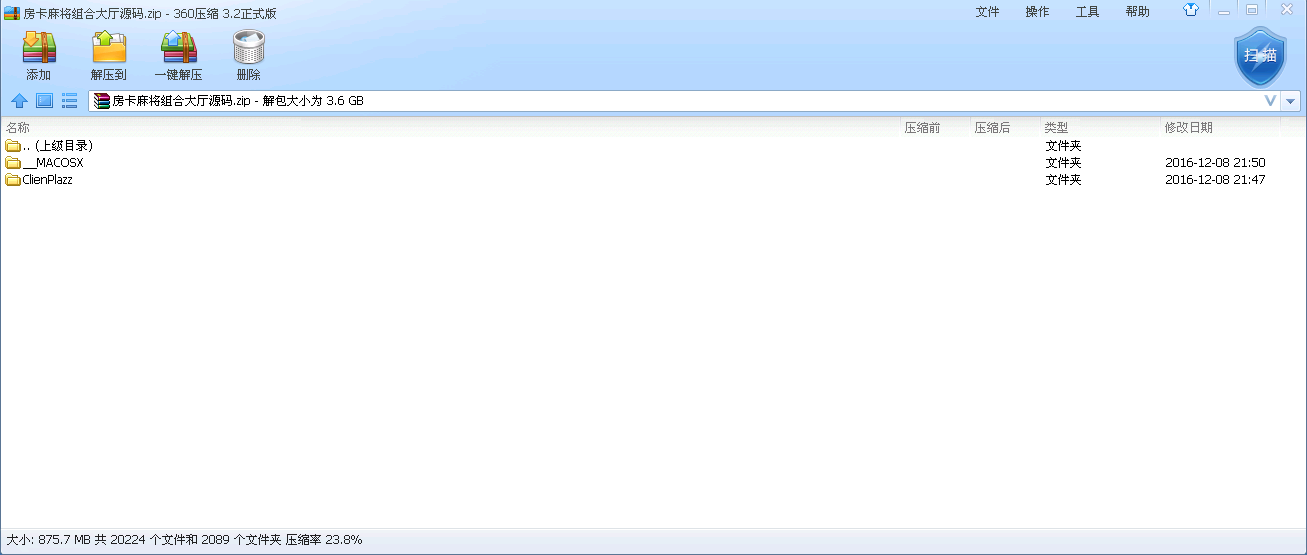 房卡麻将组合大厅源码.zip - 360压缩 3.2正式版 文件 操作 工具 帮助
扫描
添加 解压到 一键解压 删除
房卡麻将组合大厅源码.zip - 解包大小为 3.6 GB
名称 压缩前 压缩后 类型 修改日期
.. (上级目录) 文件夹
__MACOSX 文件夹 2016-12-08 21:50
ClienPlazz 文件夹 2016-12-08 21:47
大小: 875.7 MB 共 20224 个文件和 2089 个文件夹 压缩率 23.8%